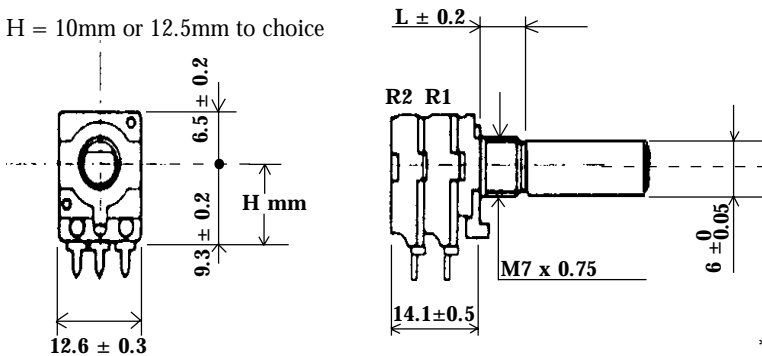 H = 10mm or 12.5mm to choice
L ± 0.2
6.5 ± 0.2
R2 R1
H mm
9.3 ± 0.2
6 ±0 0.05
M7 x 0.75
14.1±0.5
12.6 ± 0.3
*